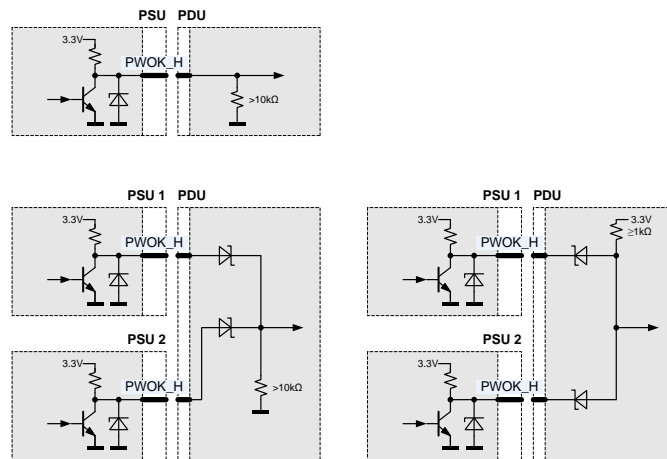 PSU PDU
3.3V
PWOK_H
>10kΩ
PSU 1 PDU
3.3V
PWOK_H
PSU 2
3.3V
PWOK_H
>10kΩ
PSU 1 PDU
3.3V
PWOK_H
3.3V
≥1kΩ
PSU 2
3.3V
PWOK_H